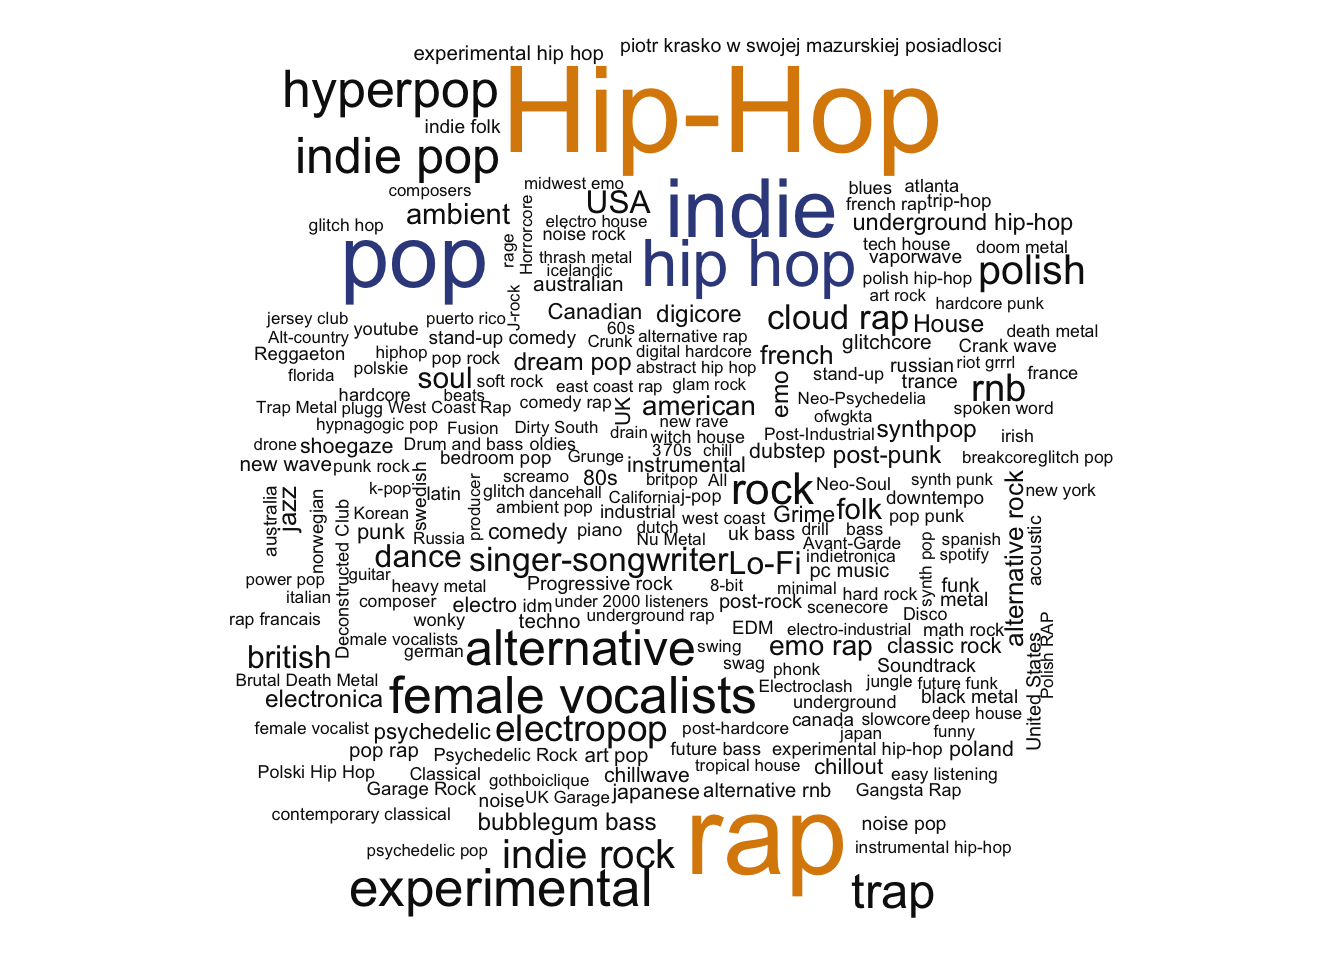 experimental hip hop
piotr krasko w swojej mazurskiej posiadlosci
hyperpop
Hip-Hop
indie folk
indie pop
composers
midwest emo
USA
indie
blues
atlanta
french rap
trip-hop
ambient
glitch hop
Horrorcore
rage
electro house
noise rock
underground hip-hop
pop
hip hop
tech house
doom metal
thrash metal
vaporwave
icelandic
polish hip-hop
polish
australian
art rock
hardcore punk
J-rock
jersey club
youtube
puerto rico
Canadian
digicore
cloud rap
House
Alt-country
stand-up comedy
60s
Crunk
alternative rap
glitchcore
death metal
Crank wave
Reggaeton
hiphop
pop rock
dream pop
digital hardcore
french
abstract hip hop
russian
riot grrrl
florida
polskie
soul
soft rock
east coast rap
glam rock
emo
stand-up
trance
rnb
france
hardcore
beats
comedy rap
UK
american
Neo-Psychedelia
Trap Metal
plugg
West Coast Rap
spoken word
hypnagogic pop
Fusion
Dirty South
drain
new rave
witch house
ofwgkta
Post-Industrial
synthpop
irish
drone
shoegaze
Drum and bass
oldies
3
70s
chill
dubstep
post-punk
breakcore
glitch pop
new wave
punk rock
bedroom pop
Grunge
instrumental
k-pop
swedish
screamo
80s
britpop
All
rock
Neo-Soul
synth punk
new york
australia
jazz
norwegian
Deconstructed Club
latin
producer
glitch
dancehall
California
j-pop
downtempo
alternative rock
Korean
ambient pop
industrial
west coast
Grime
folk
pop punk
acoustic
punk
Russia
comedy
piano
dutch
Nu Metal
uk bass
drill
bass
Avant-Garde
synth pop
spanish
dance
singer-songwriter
Lo-Fi
indietronica
spotify
pc music
power pop
guitar
heavy metal
Progressive rock
8-bit
minimal
hard rock
funk
metal
italian
composer
electro
idm
under 2000 listeners
post-rock
scenecore
rap francais
wonky
techno
underground rap
Disco
EDM
electro-industrial
math rock
male vocalists
german
alternative
swing
emo rap
classic rock
United States
Polish RAP
british
swag
phonk
Soundtrack
Brutal Death Metal
electronica
female vocalists
Electroclash
jungle
future funk
underground
black metal
female vocalist
psychedelic
electropop
post-hardcore
canada
slowcore
deep house
japan
funny
pop rap
Psychedelic Rock
art pop
future bass
experimental hip-hop
poland
Polski Hip Hop
Classical
gothboiclique
chillwave
tropical house
chillout
easy listening
Garage Rock
noise
UK Garage
japanese
alternative rnb
Gangsta Rap
contemporary classical
bubblegum bass
rap
noise pop
psychedelic pop
indie rock
instrumental hip-hop
experimental
trap